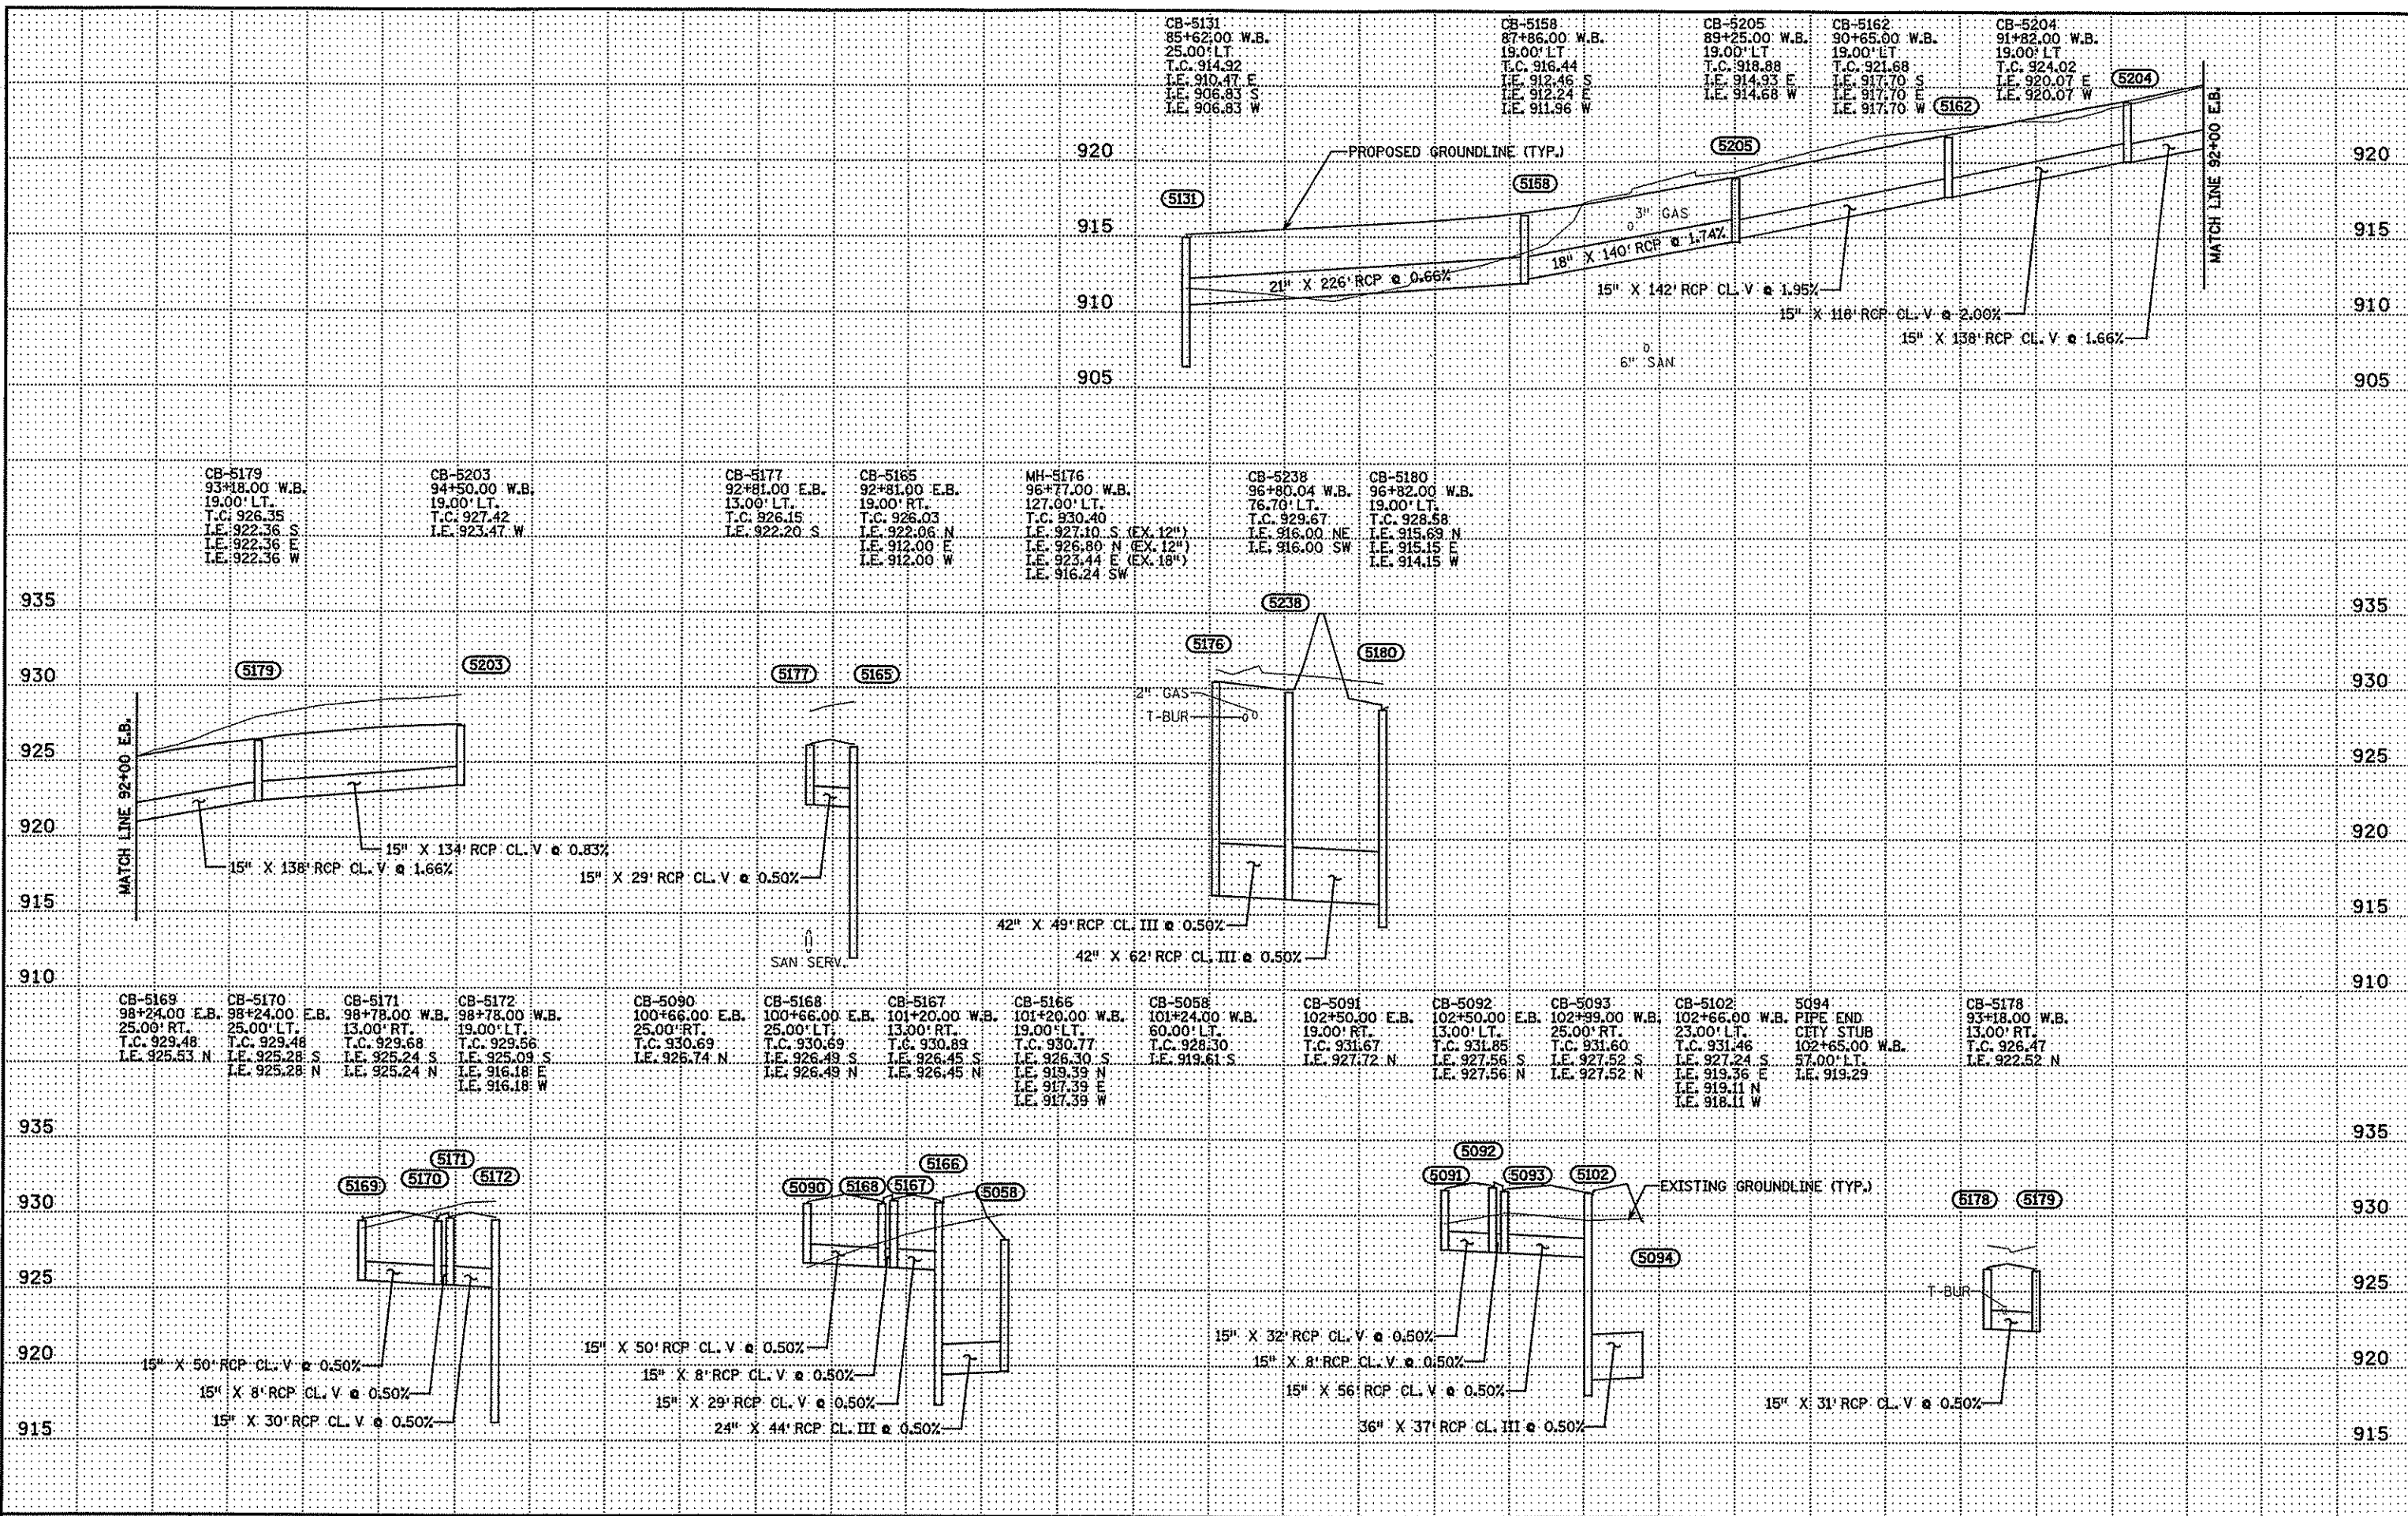 CB-5131
85+62.00 W.B.
25.00' LT
T.C. 914.92
I.E. 910.47 E
I.E. 906.83 S
I.E. 906.83 W
CB-5158
87+86.00 W.B.
19.00' LT
T.C. 916.44
I.E. 912.46 S
I.E. 912.24 E
I.E. 911.96 W
CB-5205
89+25.00 W.B.
19.00' LT
T.C. 918.88
I.E. 914.93 E
I.E. 914.68 W
CB-5162
90+65.00 W.B.
19.00' LT
T.C. 921.68
I.E. 917.70 S
I.E. 917.70 E
I.E. 917.70 W
CB-5204
91+82.00 W.B.
19.00' LT
T.C. 924.02
I.E. 920.07 E
I.E. 920.07 W
5204
5162
5205
5158
5131
PROPOSED GROUNDLINE (TYP.)
MATCH LINE 92+00 E.B.
920
920
915
915
910
910
905
905
3" GAS
6" SAN
21" X 226' RCP @ 0.66%
18" X 140' RCP @ 1.74%
15" X 142' RCP CL. V @ 1.95%
15" X 118' RCP CL. V @ 2.00%
15" X 138' RCP CL. V @ 1.66%
CB-5179
93+18.00 W.B.
19.00' LT.
T.C. 926.35
I.E. 922.36 S
I.E. 922.36 E
I.E. 922.36 W
CB-5203
94+50.00 W.B.
19.00' LT.
T.C. 927.42
I.E. 923.47 W
CB-5177
92+81.00 E.B.
13.00' LT.
T.C. 926.15
I.E. 922.20 S
CB-5165
92+81.00 E.B.
19.00' RT.
T.C. 926.03
I.E. 922.06 N
I.E. 912.00 E
I.E. 912.00 W
MH-5176
96+77.00 W.B.
127.00' LT.
T.C. 930.40
I.E. 927.10 S (EX. 12")
I.E. 926.80 N (EX. 12")
I.E. 923.44 E (EX. 18")
I.E. 916.24 SW
CB-5238
96+80.04 W.B.
76.70' LT.
T.C. 929.67
I.E. 916.00 NE
I.E. 916.00 SW
CB-5180
96+82.00 W.B.
19.00' LT.
T.C. 928.58
I.E. 915.69 N
I.E. 915.15 E
I.E. 914.15 W
935
935
930
930
925
925
920
920
915
915
910
910
5179
5203
5177
5165
5176
5238
5180
MATCH LINE 92+00 E.B.
2" GAS
T-BUR
15" X 134' RCP CL. V @ 0.83%
15" X 138' RCP CL. V @ 1.66%
15" X 29' RCP CL. V @ 0.50%
SAN SERV.
42" X 49' RCP CL. III @ 0.50%
42" X 62' RCP CL. III @ 0.50%
CB-5169
98+24.00 E.B.
25.00' RT.
T.C. 929.48
I.E. 925.53 N
CB-5170
98+24.00 E.B.
25.00' LT.
T.C. 929.48
I.E. 925.28 S
I.E. 925.28 N
CB-5171
98+78.00 W.B.
13.00' RT.
T.C. 929.68
I.E. 925.24 S
I.E. 925.24 N
CB-5172
98+78.00 W.B.
19.00' LT.
T.C. 929.56
I.E. 925.09 S
I.E. 916.18 E
I.E. 916.18 W
CB-5090
100+66.00 E.B.
25.00' RT.
T.C. 930.69
I.E. 926.74 N
CB-5168
100+66.00 E.B.
25.00' LT.
T.C. 930.69
I.E. 926.49 S
I.E. 926.49 N
CB-5167
101+20.00 W.B.
13.00' RT.
T.C. 930.89
I.E. 926.45 S
I.E. 926.45 N
CB-5166
101+20.00 W.B.
19.00' LT.
T.C. 930.77
I.E. 926.30 S
I.E. 919.39 N
I.E. 917.39 E
I.E. 917.39 W
CB-5058
101+24.00 W.B.
60.00' LT.
T.C. 928.30
I.E. 919.61 S
CB-5091
102+50.00 E.B.
19.00' RT.
T.C. 931.67
I.E. 927.72 N
CB-5092
102+50.00 E.B.
13.00' LT.
T.C. 931.85
I.E. 927.56 S
I.E. 927.56 N
CB-5093
102+99.00 W.B.
25.00' RT.
T.C. 931.60
I.E. 927.52 S
I.E. 927.52 N
CB-5102
102+66.00 W.B.
23.00' LT.
T.C. 931.46
I.E. 927.24 S
I.E. 919.36 E
I.E. 919.11 N
I.E. 918.11 W
5094
PIPE END
CITY STUB
102+65.00 W.B.
57.00' LT.
I.E. 919.29
CB-5178
93+18.00 W.B.
13.00' RT.
T.C. 926.47
I.E. 922.52 N
935
935
930
930
925
925
920
920
915
915
5169
5170
5171
5172
5090
5168
5167
5166
5058
5091
5092
5093
5102
5094
5178
5179
EXISTING GROUNDLINE (TYP.)
T-BUR
15" X 50' RCP CL. V @ 0.50%
15" X 8' RCP CL. V @ 0.50%
15" X 30' RCP CL. V @ 0.50%
15" X 50' RCP CL. V @ 0.50%
15" X 8' RCP CL. V @ 0.50%
15" X 29' RCP CL. V @ 0.50%
24" X 44' RCP CL. III @ 0.50%
15" X 32' RCP CL. V @ 0.50%
15" X 8' RCP CL. V @ 0.50%
15" X 56' RCP CL. V @ 0.50%
36" X 37' RCP CL. III @ 0.50%
15" X 31' RCP CL. V @ 0.50%